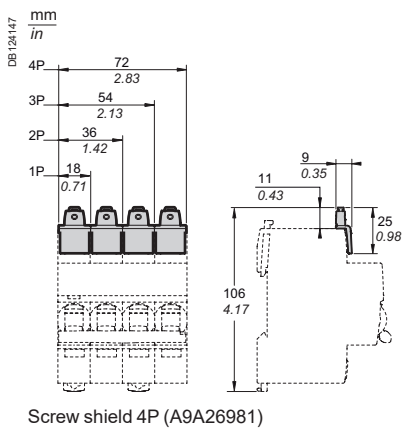 DB124147
mm
in
4P 72
2.83
3P 54
2.13
2P 36
1.42
1P 18
0.71
9
0.35
11
0.43
25
0.98
106
4.17
Screw shield 4P (A9A26981)